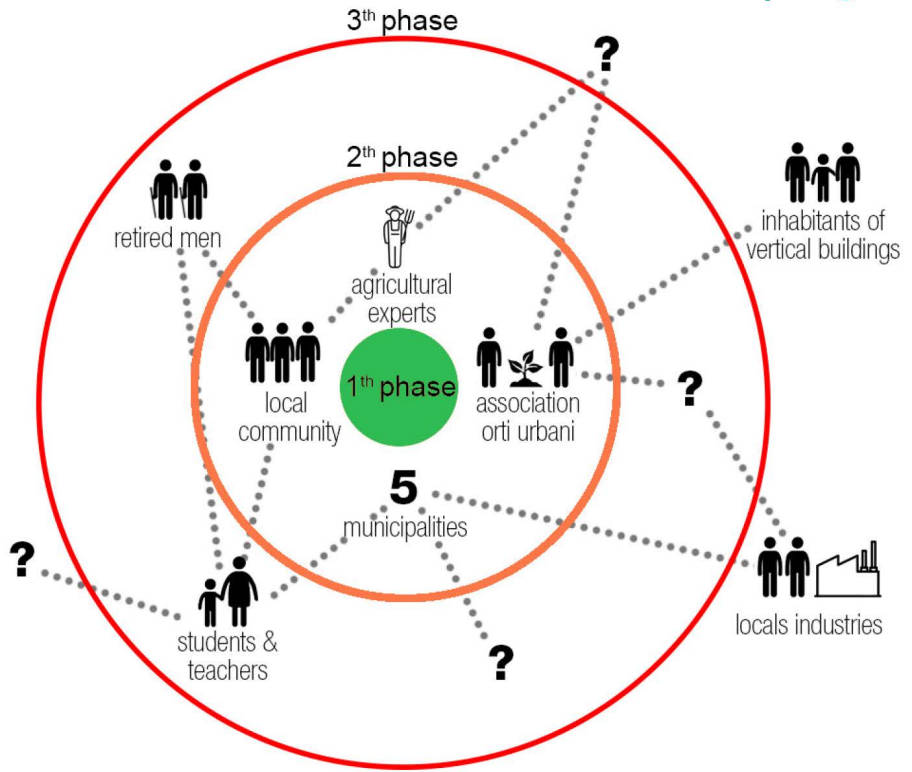 3th phase
?
2th phase
retired men
inhabitants of
vertical buildings
agricultural
experts
1th phase
local
community
association
orti urbani
?
5
municipalities
?
students &
teachers
?
locals industries